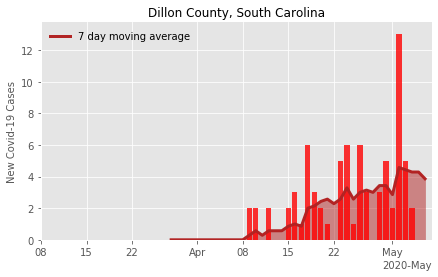 Dillon County, South Carolina
7 day moving average
New Covid-19 Cases
12
10
8
6
4
2
0
08 15 22 Apr 08 15 22 May
2020-May